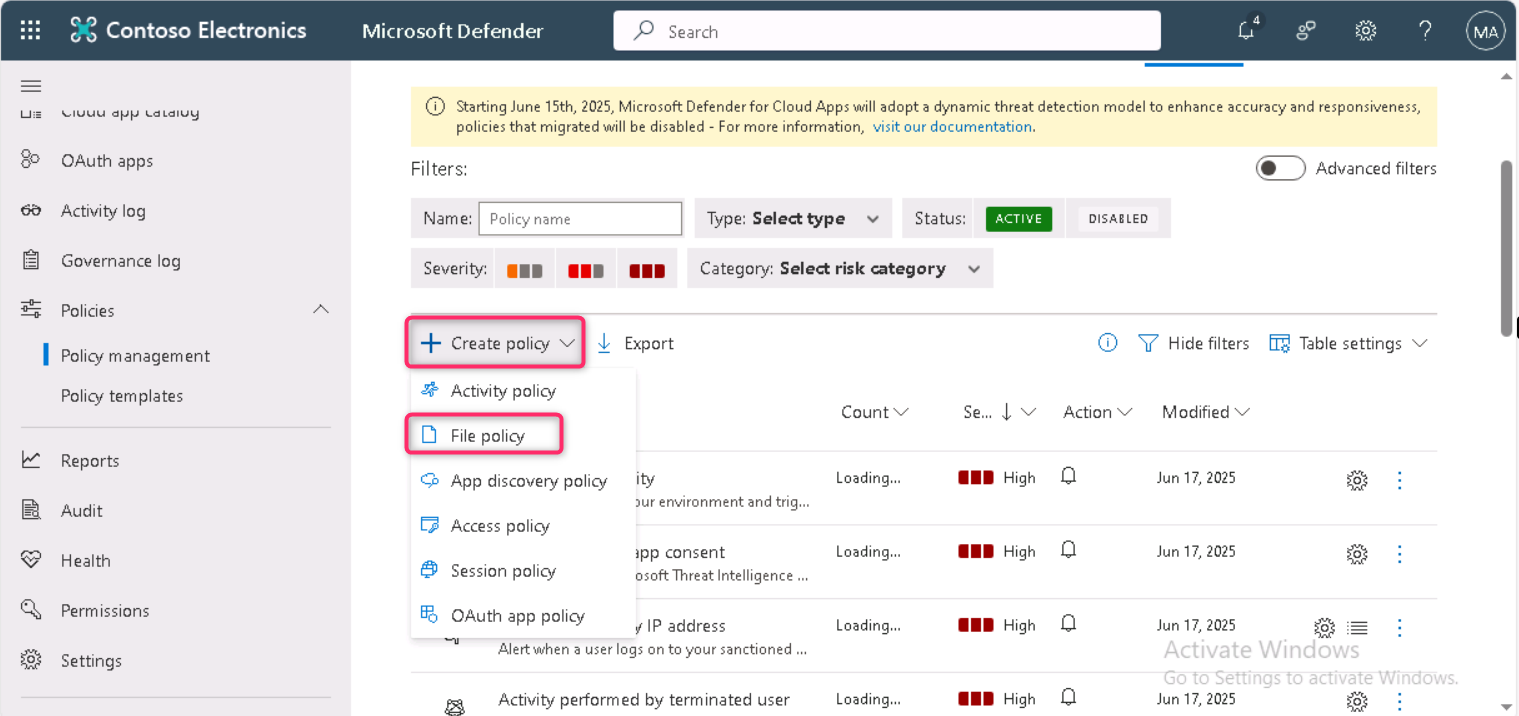 Contoso Electronics Microsoft Defender Search 4 MA
Starting June 15th, 2025, Microsoft Defender for Cloud Apps will adopt a dynamic threat detection model to enhance accuracy and responsiveness,
policies that migrated will be disabled - For more information, visit our documentation.
Cloud app catalog
OAuth apps
Activity log
Governance log
Policies
Policy management
Policy templates
Reports
Audit
Health
Permissions
Settings
Filters: Advanced filters
Name: Policy name Type: Select type Status: ACTIVE DISABLED
Severity: Category: Select risk category
Create policy Export Hide filters Table settings
Activity policy
File policy
App discovery policy
Access policy
Session policy
OAuth app policy
Count Se... Action Modified
ity Loading... High Jun 17, 2025
our environment and trig...
app consent Loading... High Jun 17, 2025
osoft Threat Intelligence ...
y IP address Loading... High Jun 17, 2025
Alert when a user logs on to your sanctioned ...
Activity performed by terminated user Loading... High Jun 17, 2025
Activate Windows
Go to Settings to activate Windows.